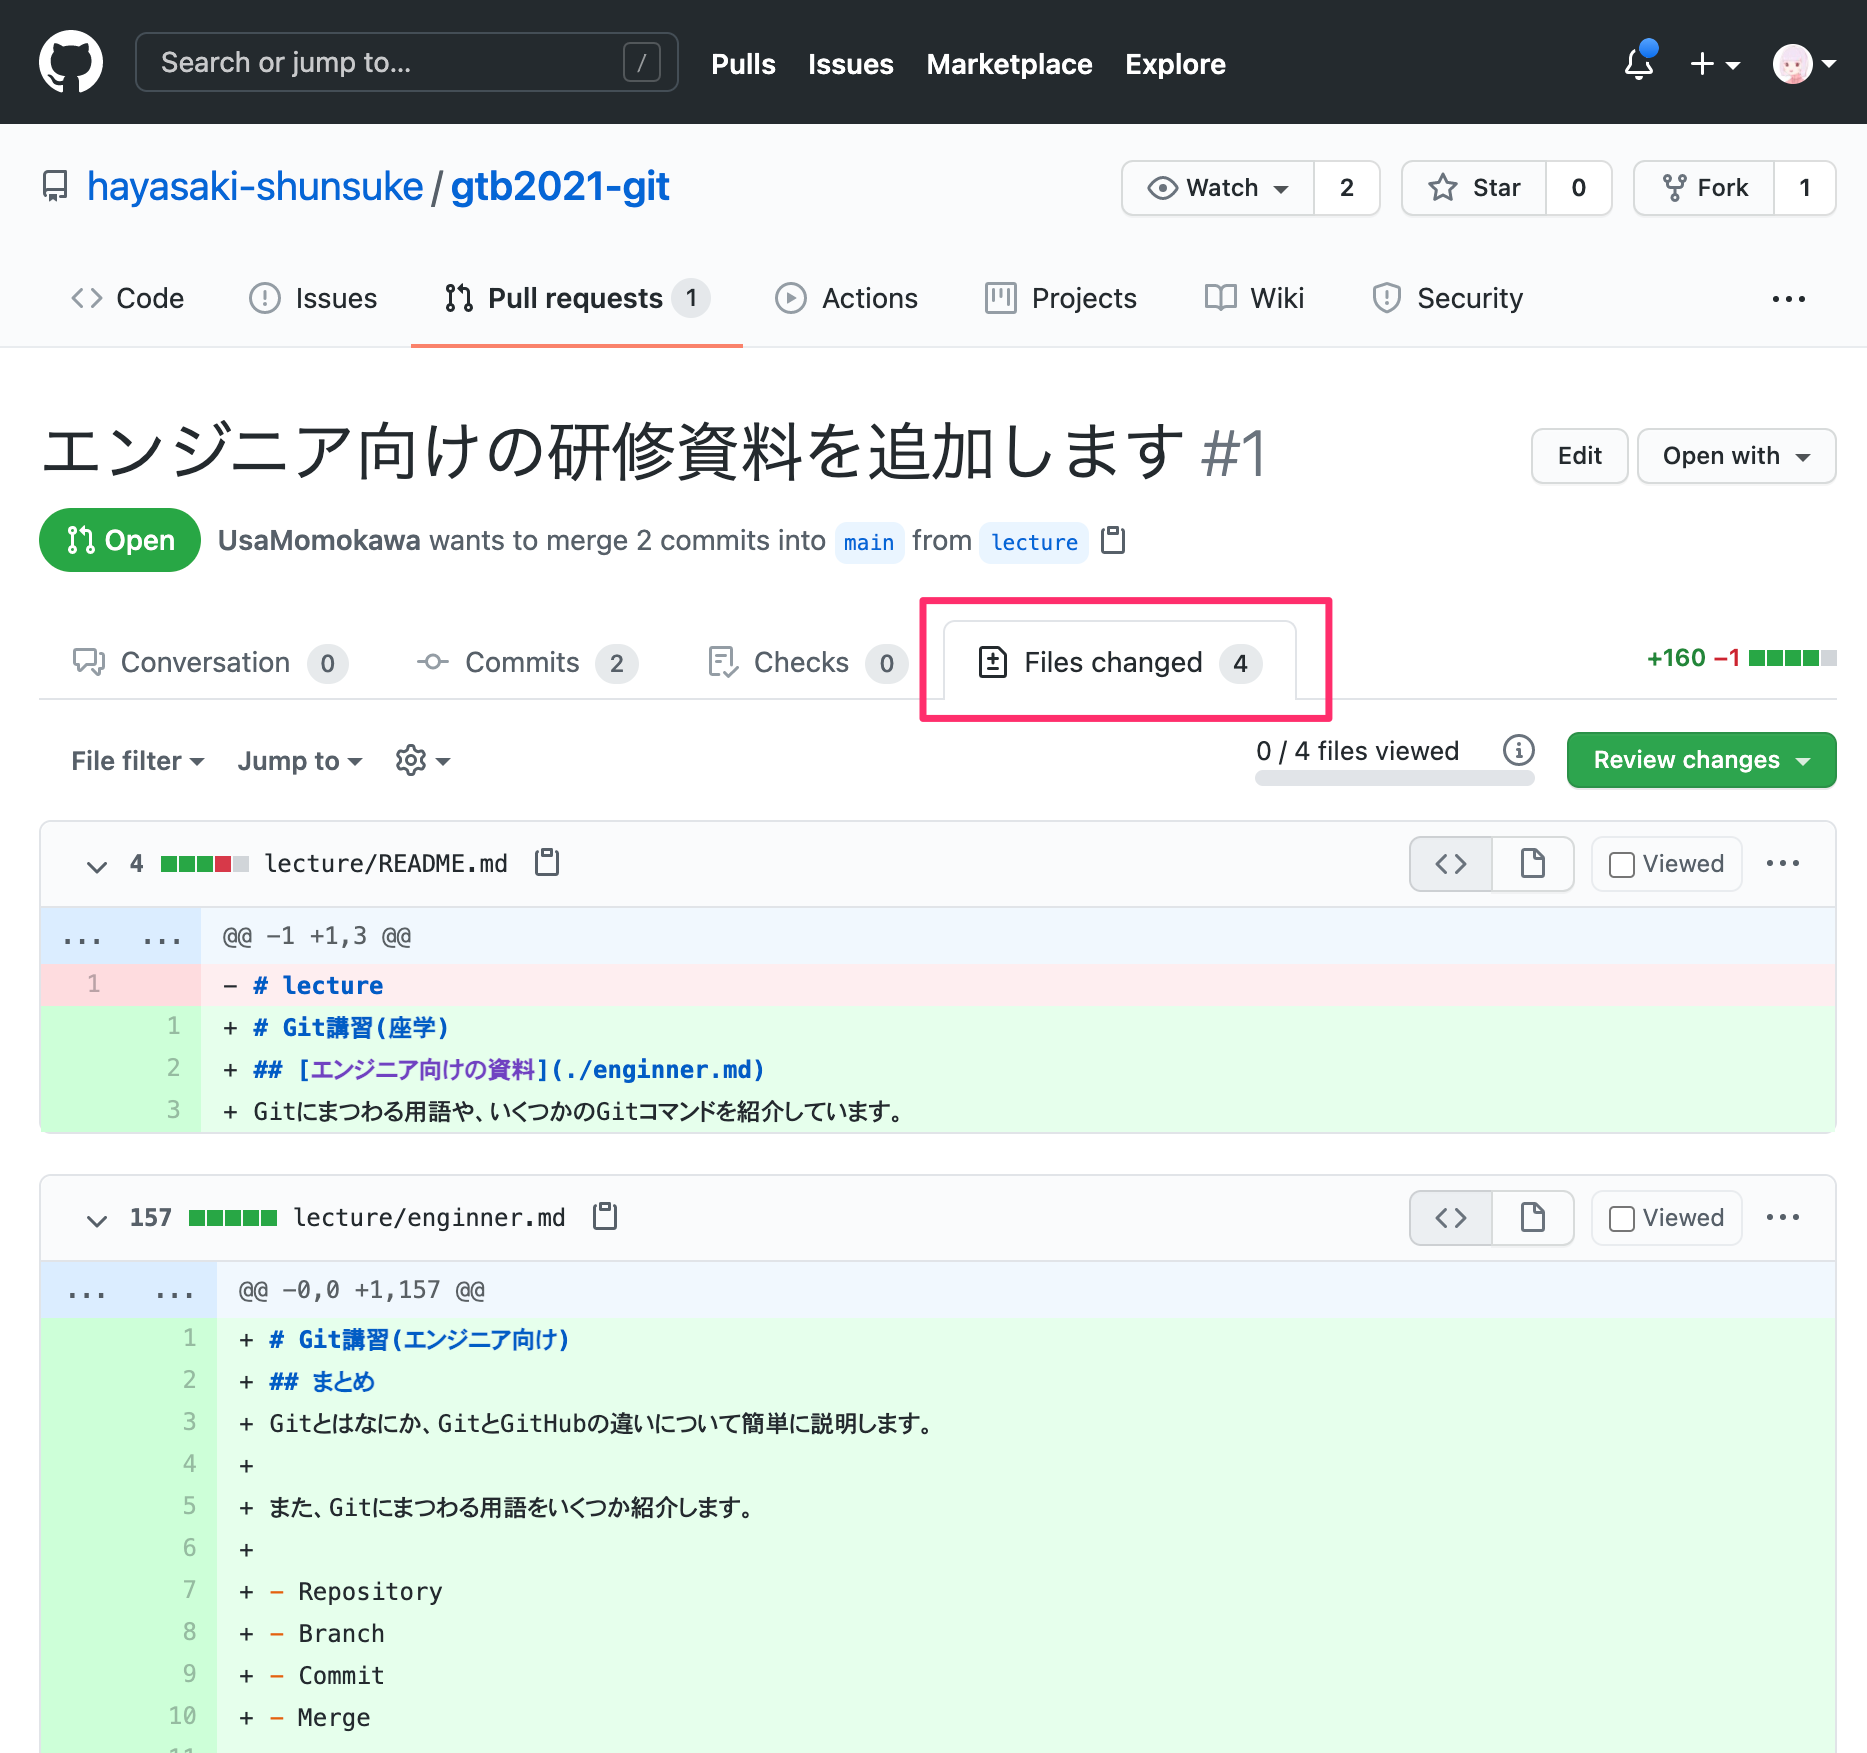 Search or jump to... / Pulls Issues Marketplace Explore
hayasaki-shunsuke / gtb2021-git Watch 2 Star 0 Fork 1
Code Issues Pull requests 1 Actions Projects Wiki Security ...
エンジニア向けの研修資料を追加します #1 Edit Open with
Open UsaMomokawa wants to merge 2 commits into main from lecture
Conversation 0 Commits 2 Checks 0 Files changed 4 +160 −1
File filter Jump to 0 / 4 files viewed Review changes
4 lecture/README.md Viewed ...
... ... @@ -1 +1,3 @@
1 - # lecture
1 + # Git講習(座学)
2 + ## [エンジニア向けの資料](./enginner.md)
3 + Gitにまつわる用語や、いくつかのGitコマンドを紹介しています。
157 lecture/enginner.md Viewed ...
... ... @@ -0,0 +1,157 @@
1 + # Git講習(エンジニア向け)
2 + ## まとめ
3 + Gitとはなにか、GitとGitHubの違いについて簡単に説明します。
4 +
5 + また、Gitにまつわる用語をいくつか紹介します。
6 +
7 + - Repository
8 + - Branch
9 + - Commit
10 + - Merge